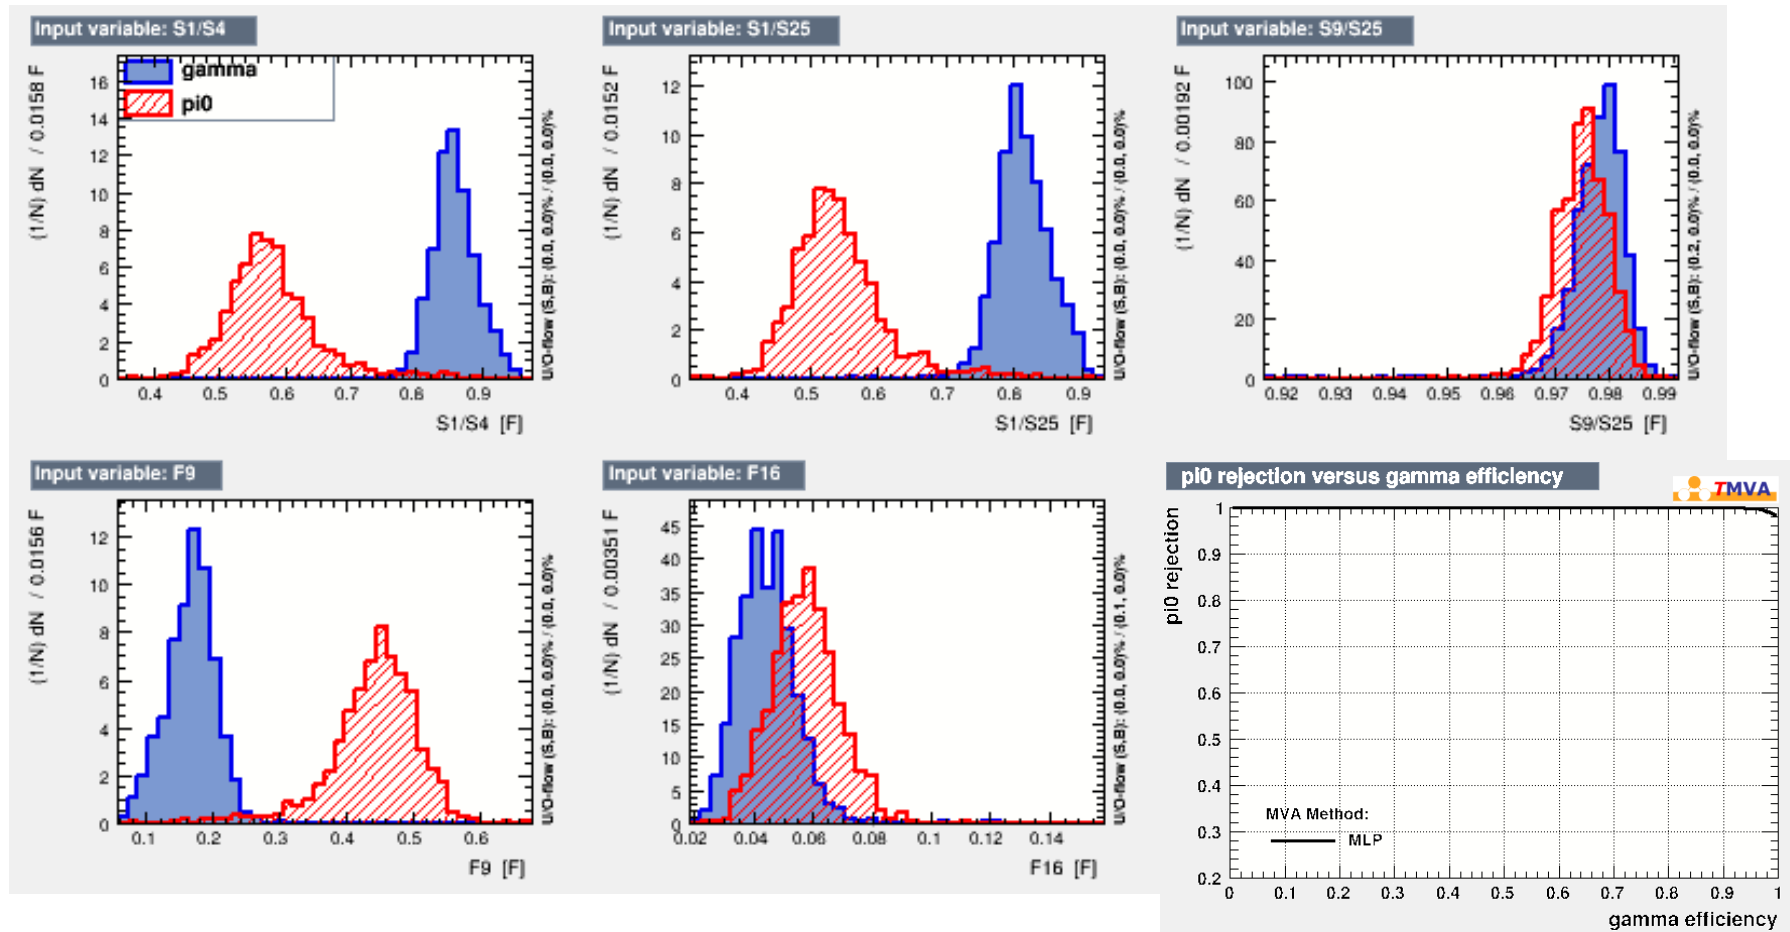 Input variable: S1/S4
(1/N) dN / 0.0158 F
16
14
12
10
8
6
4
2
0
gamma
pi0
0.4 0.5 0.6 0.7 0.8 0.9
S1/S4 [F]
U/O-flow (S,B): (0.0, 0.0)% / (0.0, 0.0)%
Input variable: S1/S25
(1/N) dN / 0.0152 F
12
10
8
6
4
2
0
0.4 0.5 0.6 0.7 0.8 0.9
S1/S25 [F]
U/O-flow (S,B): (0.0, 0.0)% / (0.0, 0.0)%
Input variable: S9/S25
(1/N) dN / 0.00192 F
100
80
60
40
20
0
0.92 0.93 0.94 0.95 0.96 0.97 0.98 0.99
S9/S25 [F]
U/O-flow (S,B): (0.2, 0.0)% / (0.0, 0.0)%
Input variable: F9
(1/N) dN / 0.0156 F
12
10
8
6
4
2
0
0.1 0.2 0.3 0.4 0.5 0.6
F9 [F]
U/O-flow (S,B): (0.0, 0.0)% / (0.0, 0.0)%
Input variable: F16
(1/N) dN / 0.00351 F
45
40
35
30
25
20
15
10
5
0
0.02 0.04 0.06 0.08 0.1 0.12 0.14
F16 [F]
U/O-flow (S,B): (0.0, 0.0)% / (0.1, 0.0)%
pi0 rejection versus gamma efficiency
TMVA
pi0 rejection
1
0.9
0.8
0.7
0.6
0.5
0.4
0.3
0.2
MVA Method:
MLP
0 0.1 0.2 0.3 0.4 0.5 0.6 0.7 0.8 0.9 1
gamma efficiency